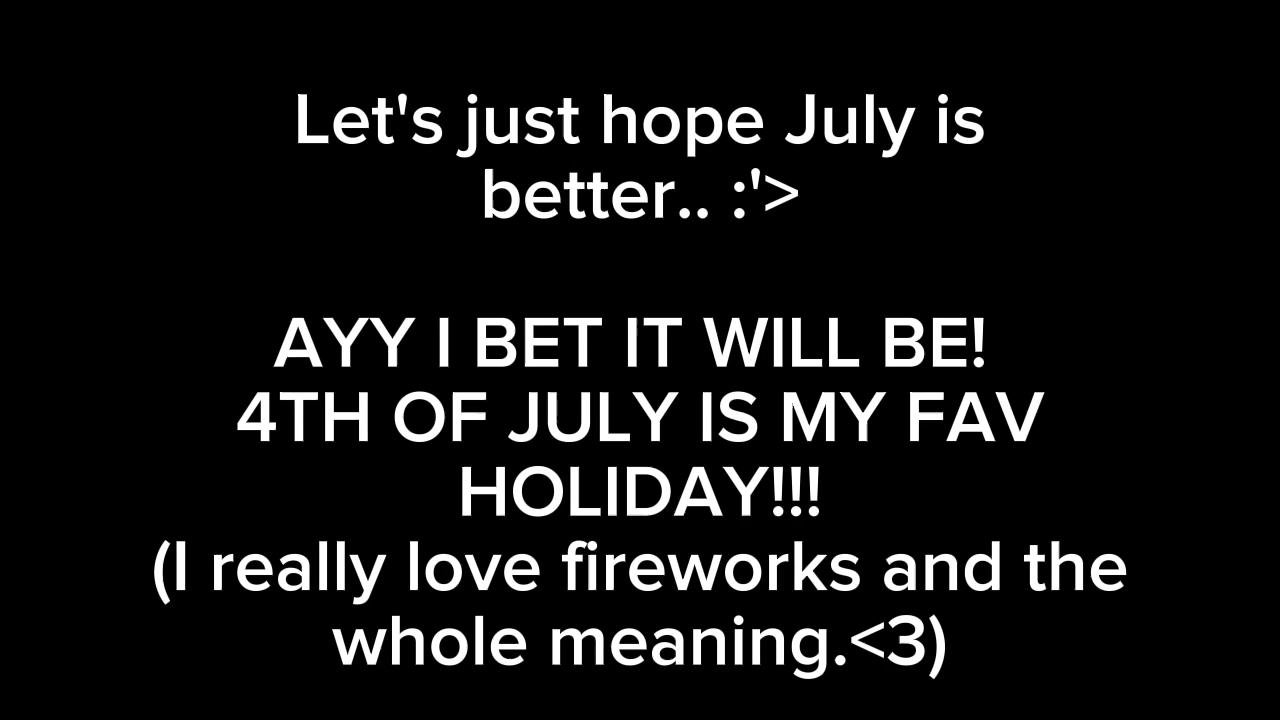 Let's just hope July is
better.. :'>
AYY I BET IT WILL BE!
4TH OF JULY IS MY FAV
HOLIDAY!!!
(I really love fireworks and the
whole meaning.<3)